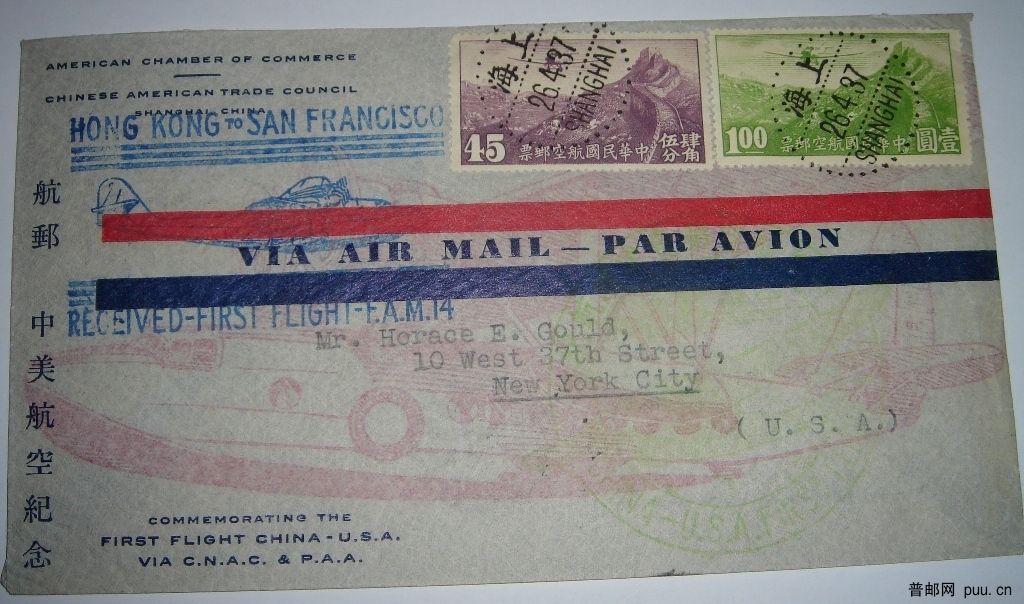 AMERICAN CHAMBER OF COMMERCE
CHINESE AMERICAN TRADE COUNCIL
SHANGHAI, CHINA
HONG KONG TO SAN FRANCISCO
上海
26.4.37
SHANGHAI
45
票郵空航國民華中
伍肆
分角
上海
26.4.37
SHANGHAI
1.00
票郵空航國民華中
圓壹
航郵
中美航空紀念
VIA AIR MAIL — PAR AVION
RECEIVED-FIRST FLIGHT-F.A.M.14
Mr. Horace E. Gould,
10 West 37th Street,
New York City
( U. S. A.)
COMMEMORATING THE
FIRST FLIGHT CHINA - U.S.A.
VIA C.N.A.C. & P.A.A.
普邮网 puu.cn